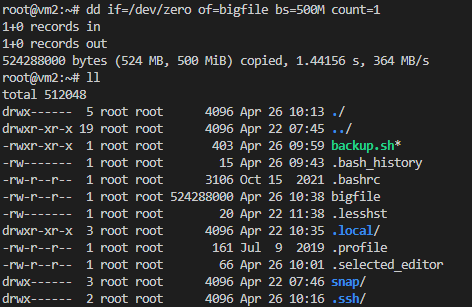 root@vm2:~# dd if=/dev/zero of=bigfile bs=500M count=1
1+0 records in
1+0 records out
524288000 bytes (524 MB, 500 MiB) copied, 1.44156 s, 364 MB/s
root@vm2:~# ll
total 512048
drwx------  5 root root      4096 Apr 26 10:13 ./
drwxr-xr-x 19 root root      4096 Apr 22 07:45 ../
-rwxr-xr-x  1 root root       403 Apr 26 09:59 backup.sh*
-rw-------  1 root root        15 Apr 26 09:43 .bash_history
-rw-r--r--  1 root root      3106 Oct 15  2021 .bashrc
-rw-r--r--  1 root root 524288000 Apr 26 10:38 bigfile
-rw-------  1 root root        20 Apr 22 11:38 .lesshst
drwxr-xr-x  3 root root      4096 Apr 22 10:35 .local/
-rw-r--r--  1 root root       161 Jul  9  2019 .profile
-rw-r--r--  1 root root        66 Apr 26 10:01 .selected_editor
drwx------  3 root root      4096 Apr 22 07:46 snap/
drwx------  2 root root      4096 Apr 26 10:16 .ssh/